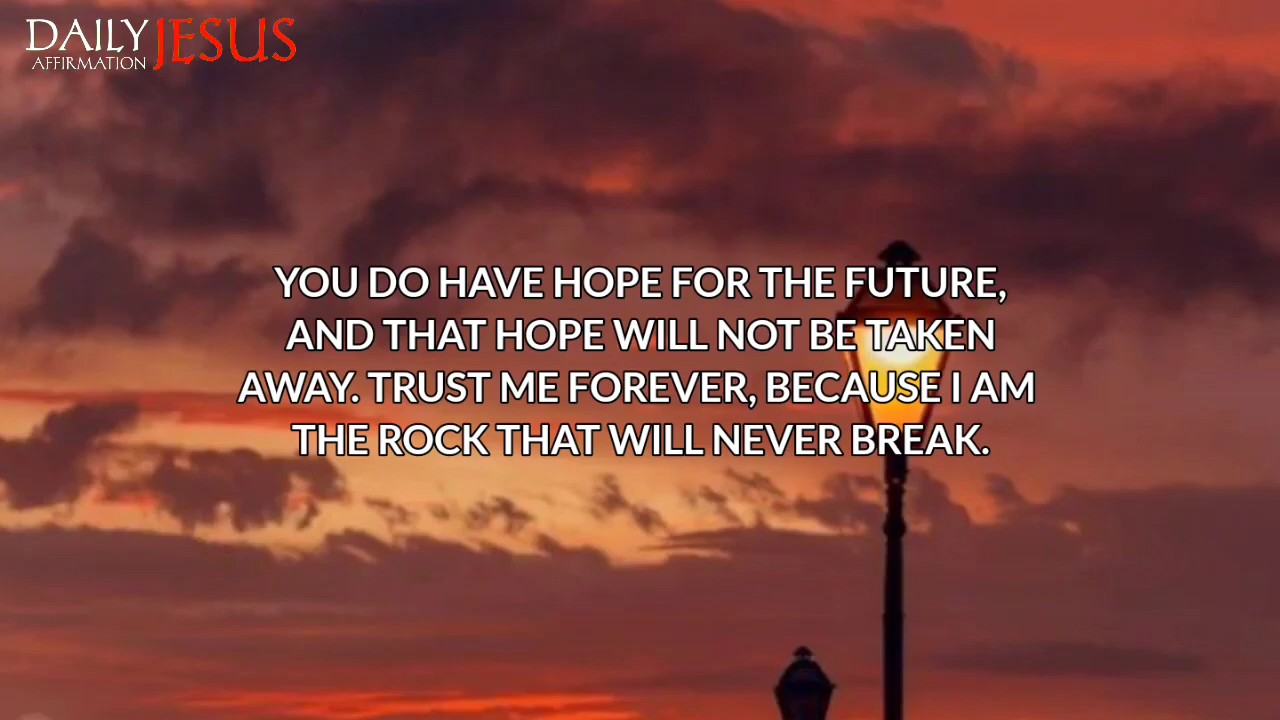 DAILY JESUS
AFFIRMATION
YOU DO HAVE HOPE FOR THE FUTURE,
AND THAT HOPE WILL NOT BE TAKEN
AWAY. TRUST ME FOREVER, BECAUSE I AM
THE ROCK THAT WILL NEVER BREAK.